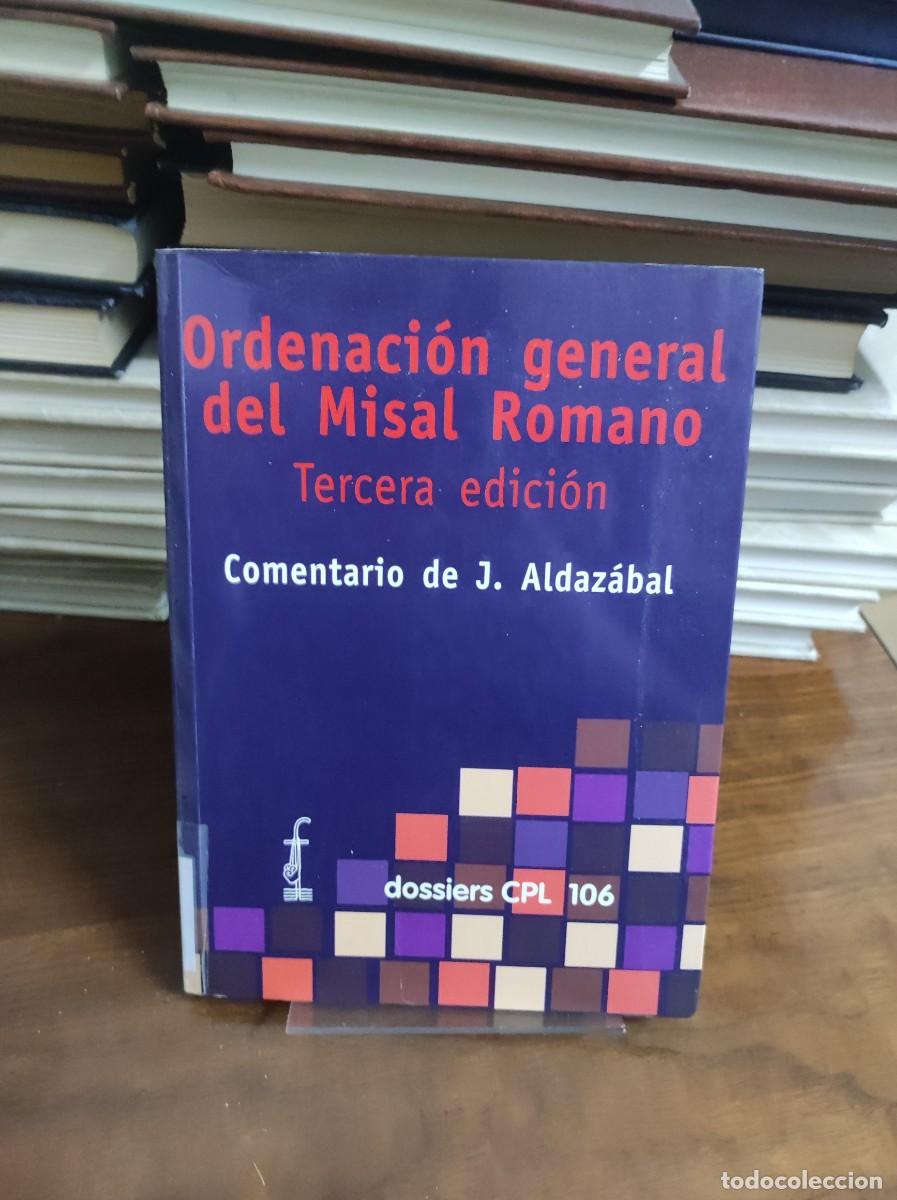 Ordenación general
del Misal Romano
Tercera edición
Comentario de J. Aldazábal
dossiers CPL 106
todocoleccion